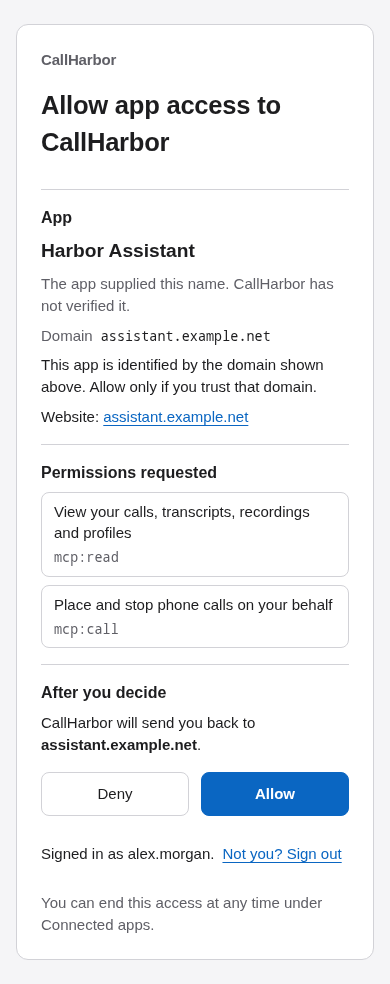 CallHarbor
Allow app access to
CallHarbor
App
Harbor Assistant
The app supplied this name. CallHarbor has
not verified it.
Domain assistant.example.net
This app is identified by the domain shown
above. Allow only if you trust that domain.
Website: assistant.example.net
Permissions requested
View your calls, transcripts, recordings
and profiles
mcp:read
Place and stop phone calls on your behalf
mcp:call
After you decide
CallHarbor will send you back to
assistant.example.net.
Deny Allow
Signed in as alex.morgan. Not you? Sign out
You can end this access at any time under
Connected apps.